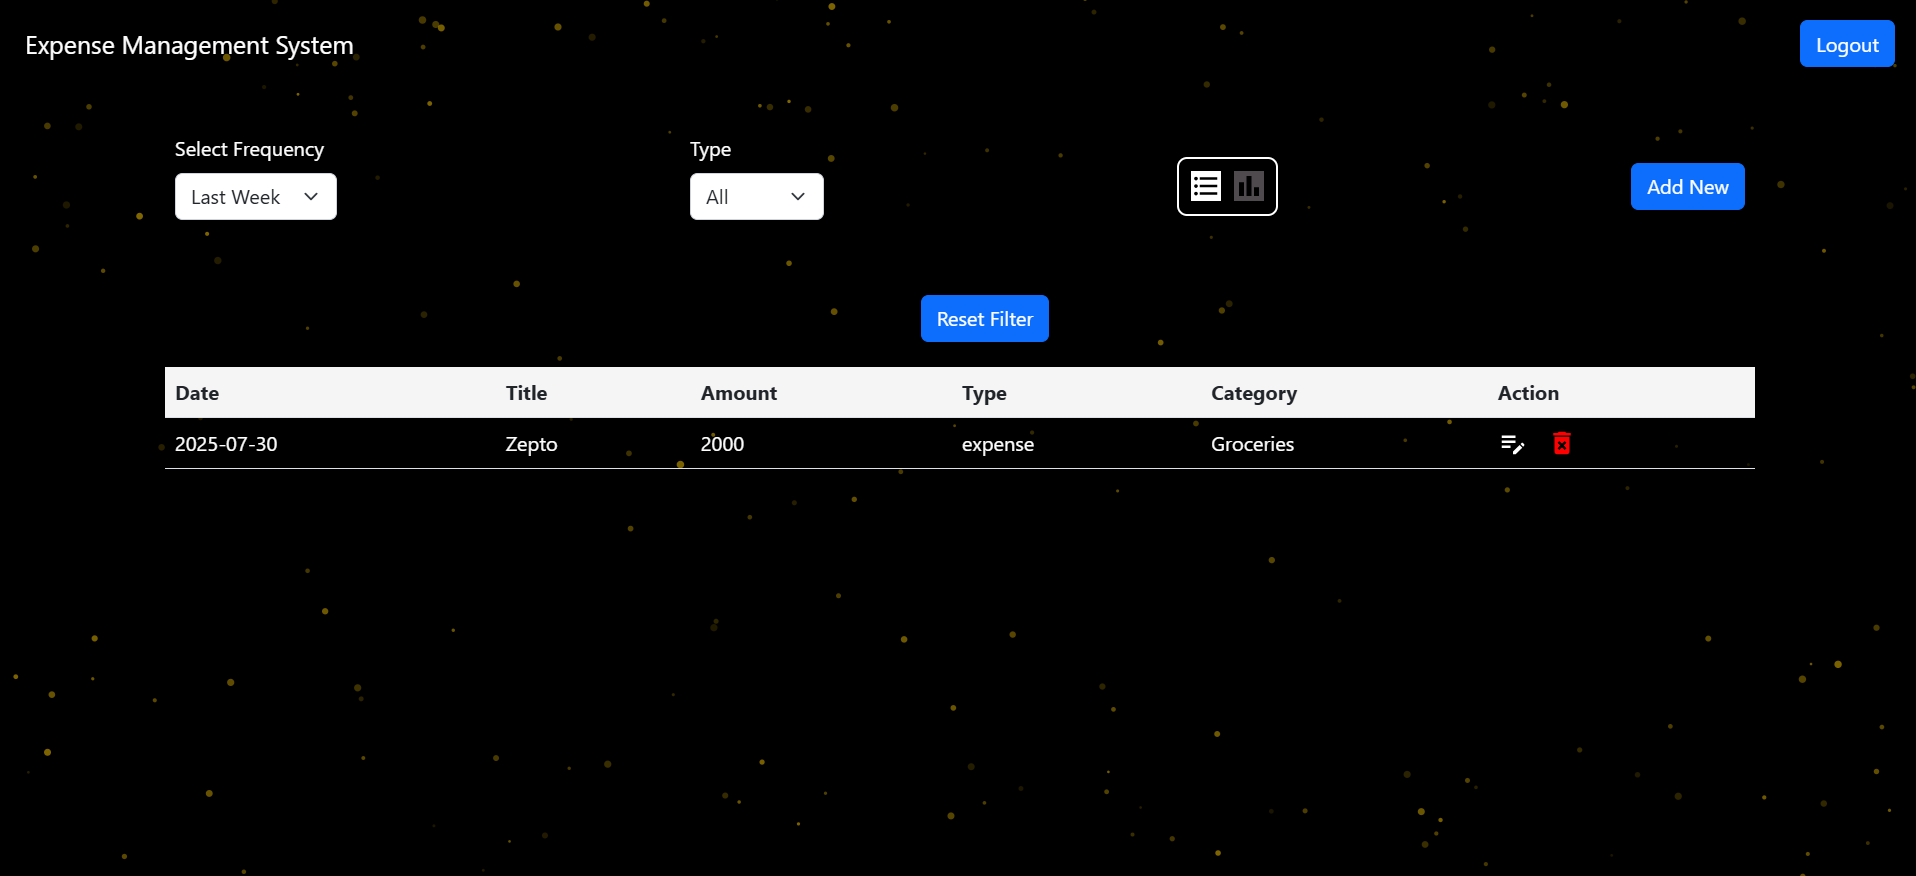 Expense Management System
Logout
Select Frequency
Type
Last Week
All
Add New
Reset Filter
Date Title Amount Type Category Action
2025-07-30 Zepto 2000 expense Groceries